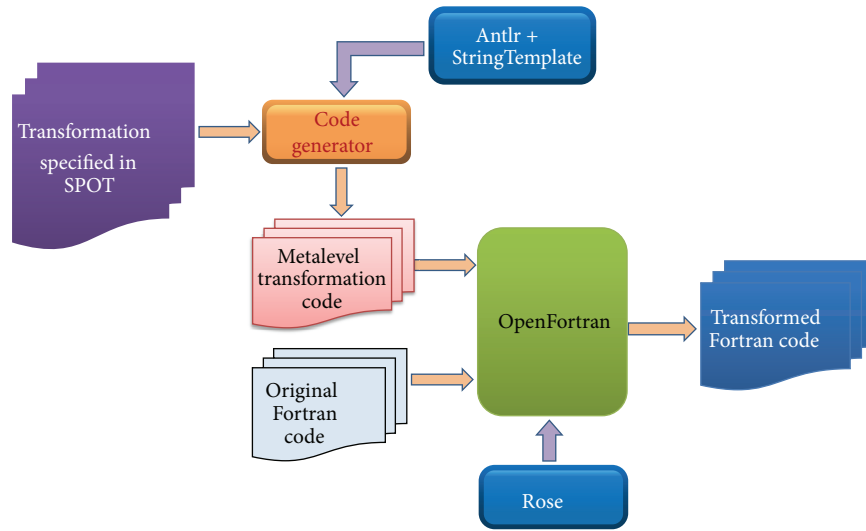 Antlr +
StringTemplate
Transformation
specified in
SPOT
Code
generator
Metalevel
transformation
code
OpenFortran
Transformed
Fortran code
Original
Fortran
code
Rose